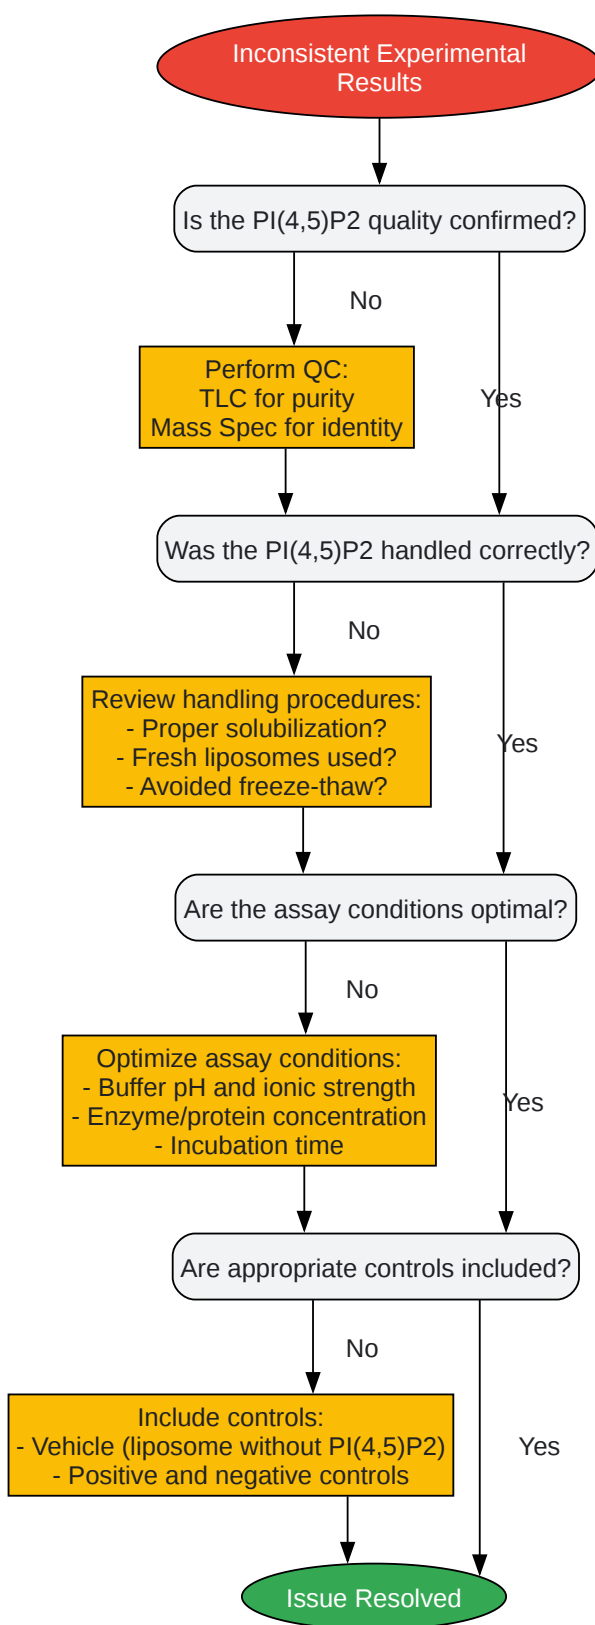 Inconsistent Experimental
Results
Is the PI(4,5)P2 quality confirmed?
No
Perform QC:
TLC for purity
Mass Spec for identity
Yes
Was the PI(4,5)P2 handled correctly?
No
Review handling procedures:
- Proper solubilization?
- Fresh liposomes used?
- Avoided freeze-thaw?
Yes
Are the assay conditions optimal?
No
Optimize assay conditions:
- Buffer pH and ionic strength
- Enzyme/protein concentration
- Incubation time
Yes
Are appropriate controls included?
No
Include controls:
- Vehicle (liposome without PI(4,5)P2)
- Positive and negative controls
Yes
Issue Resolved